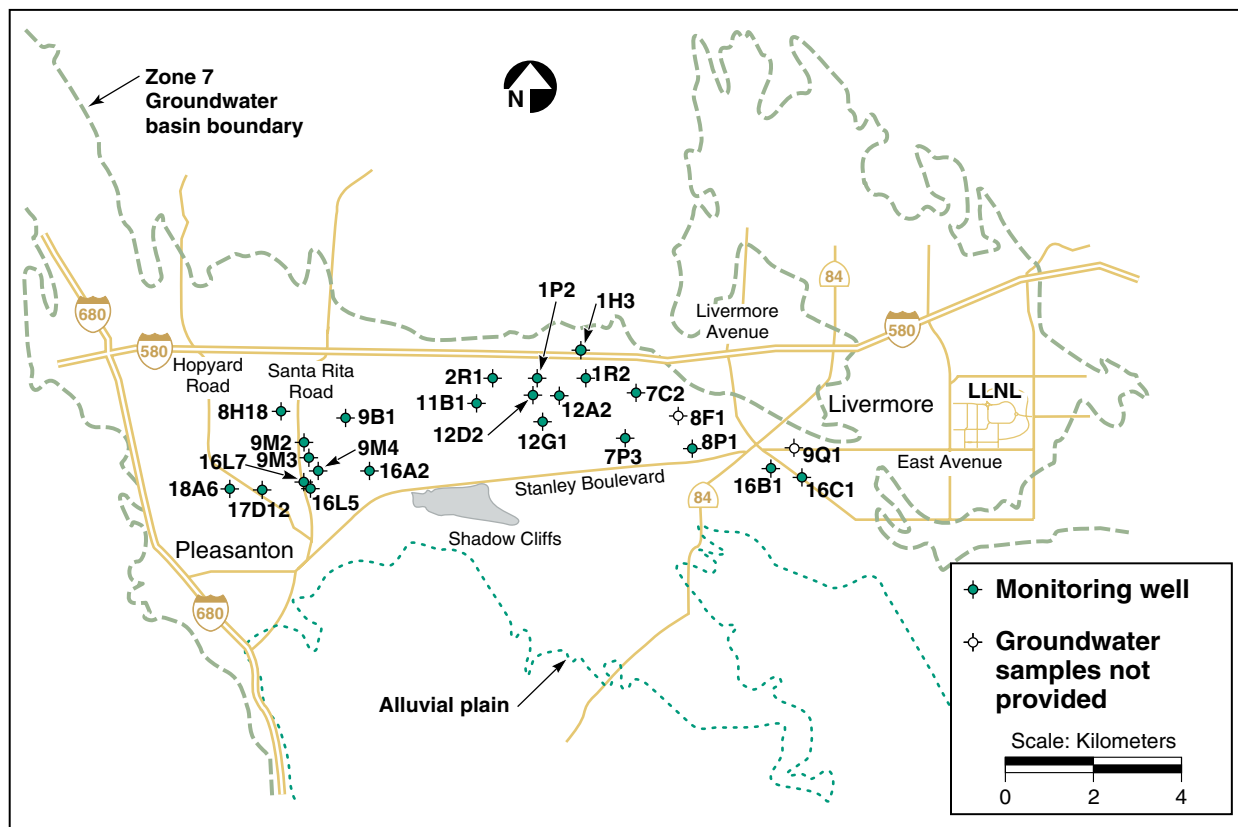 Zone 7
Groundwater
basin boundary
N
680
580
Hopyard
Road
Santa Rita
Road
1P2
1H3
Livermore
Avenue
84
580
2R1
1R2
11B1
7C2
8H18
9B1
12D2
12A2
12G1
8F1
Livermore
LLNL
9M2
9M3
9M4
16L7
16A2
7P3
8P1
9Q1
East Avenue
18A6
17D12
16L5
Stanley Boulevard
16B1
16C1
84
Pleasanton
Shadow Cliffs
680
Alluvial plain
Monitoring well
Groundwater
samples not
provided
Scale: Kilometers
0 2 4